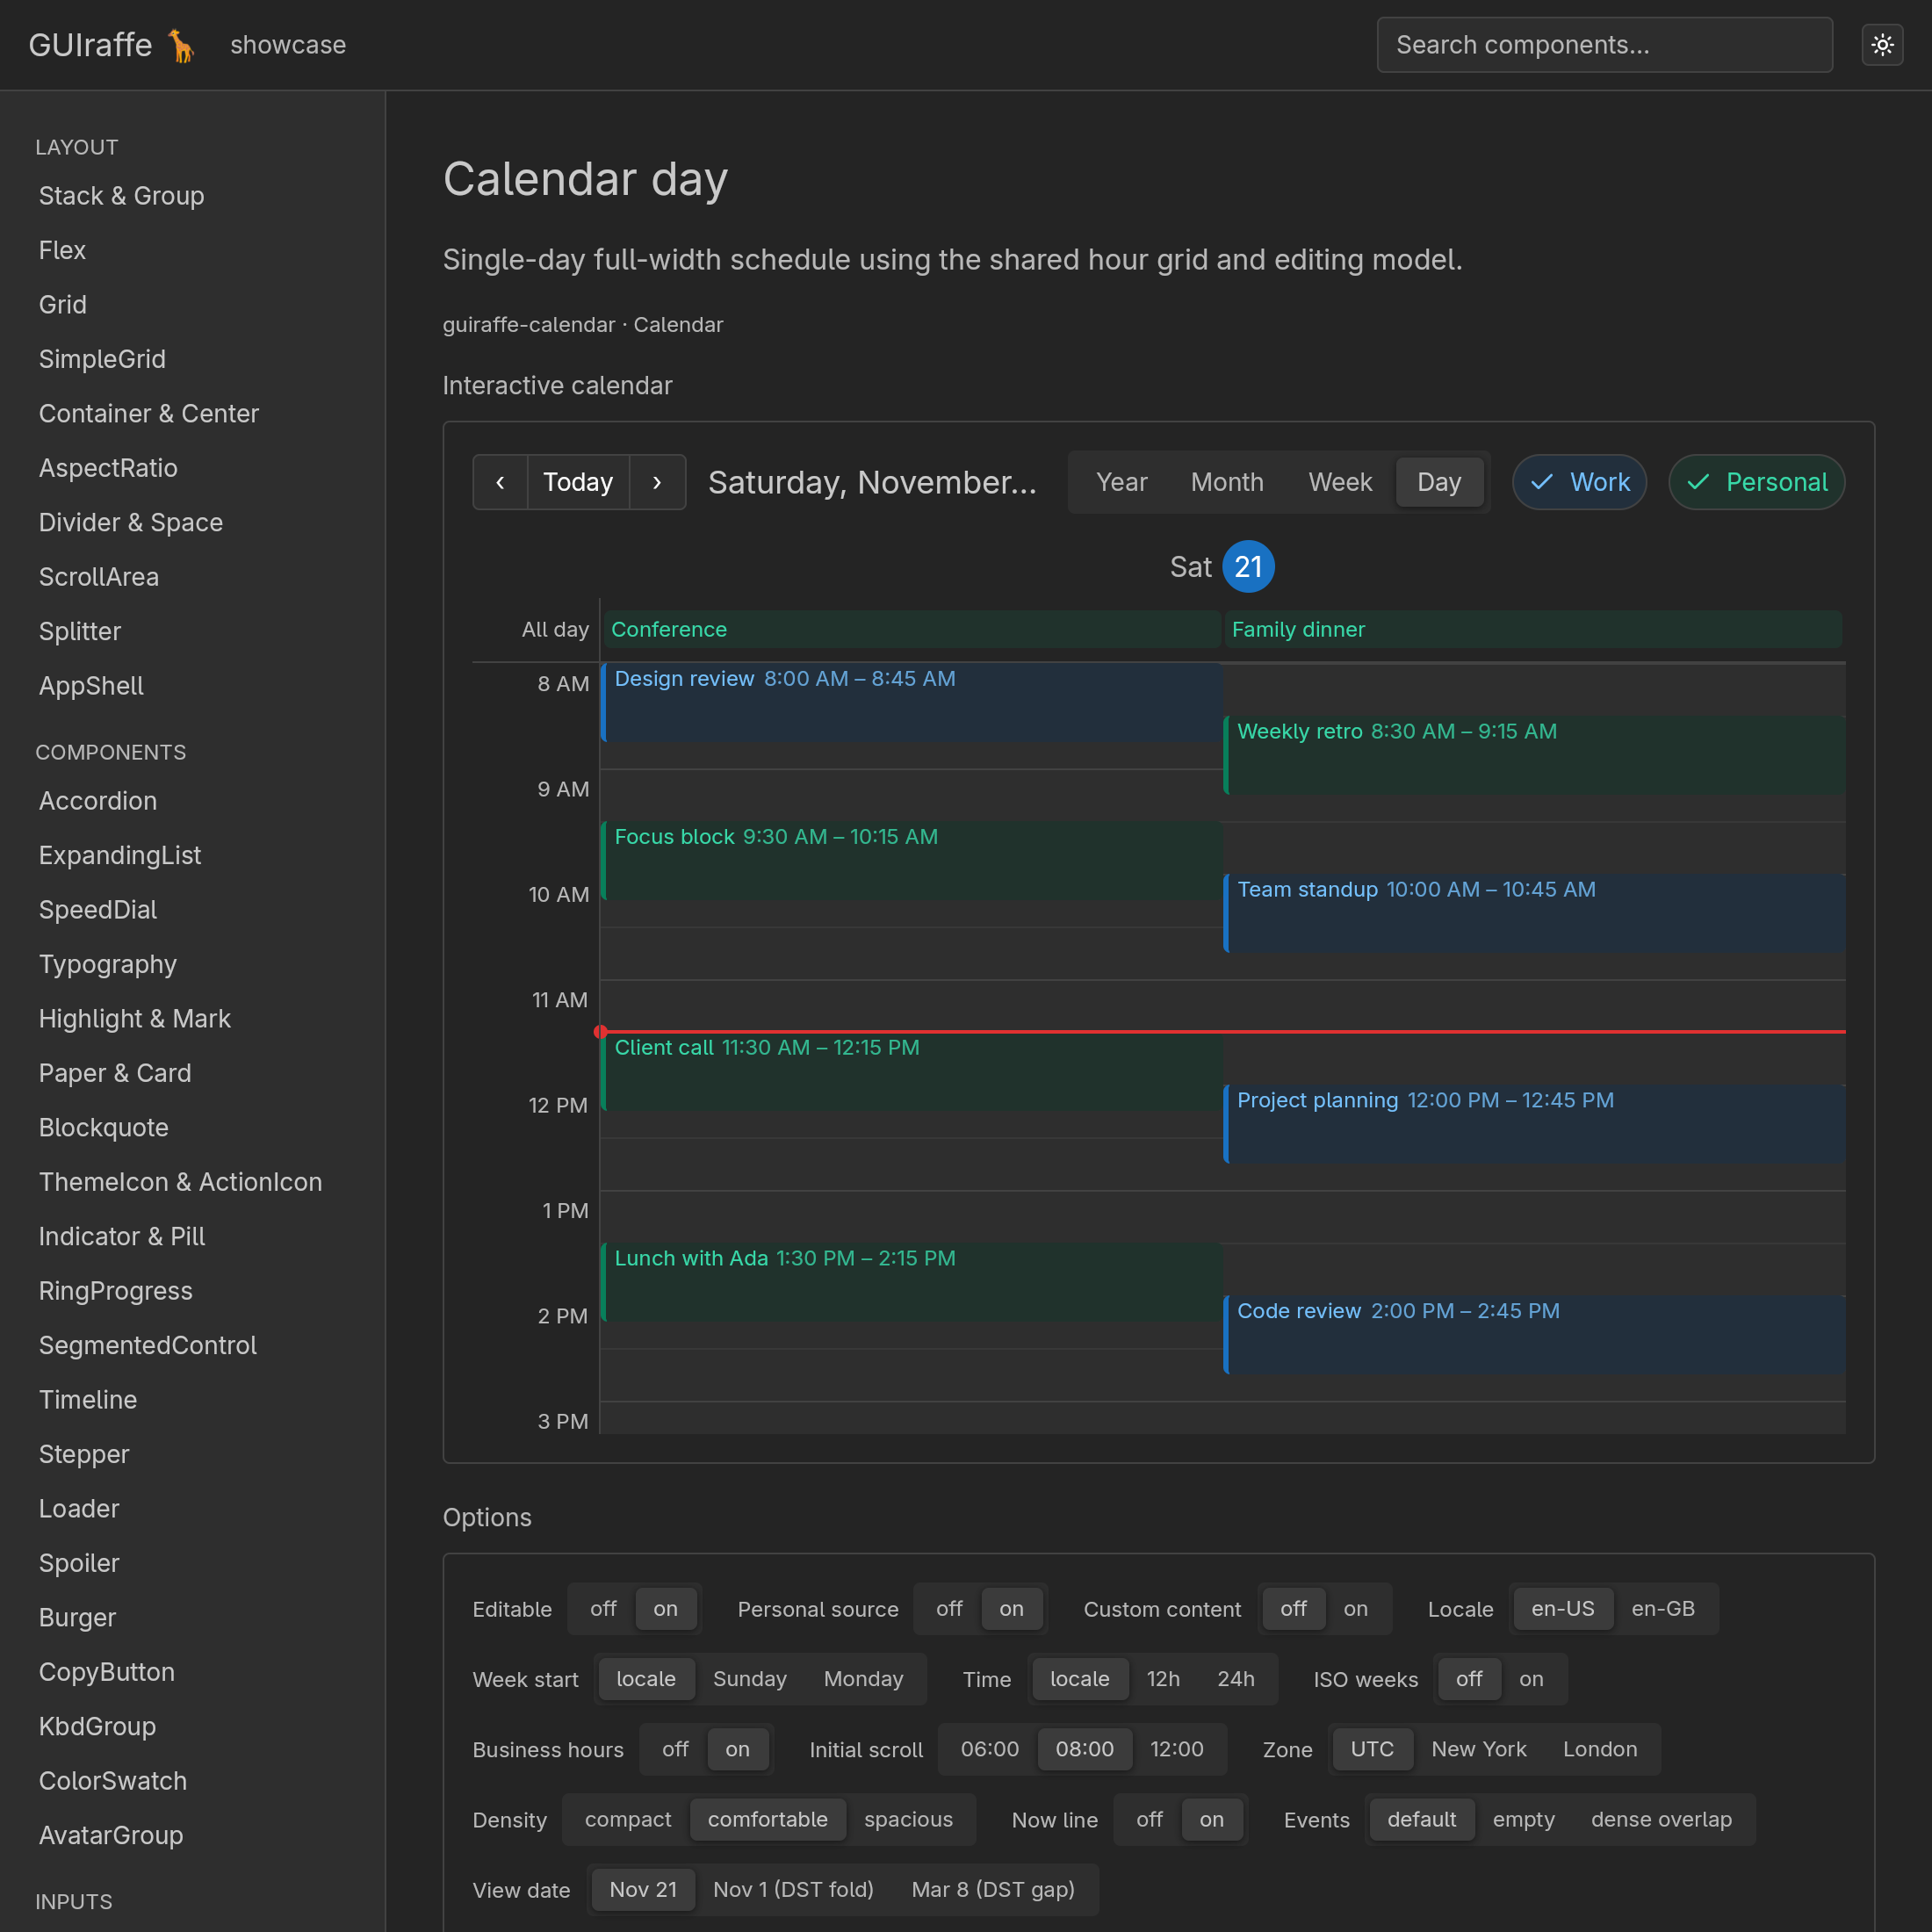 GUIraffe 🦒 showcase
Search components...
LAYOUT
Stack & Group
Flex
Grid
SimpleGrid
Container & Center
AspectRatio
Divider & Space
ScrollArea
Splitter
AppShell
COMPONENTS
Accordion
ExpandingList
SpeedDial
Typography
Highlight & Mark
Paper & Card
Blockquote
ThemeIcon & ActionIcon
Indicator & Pill
RingProgress
SegmentedControl
Timeline
Stepper
Loader
Spoiler
Burger
CopyButton
KbdGroup
ColorSwatch
AvatarGroup
INPUTS
Calendar day
Single-day full-width schedule using the shared hour grid and editing model.
guiraffe-calendar · Calendar
Interactive calendar
‹ Today › Saturday, November... Year Month Week Day Work Personal
Sat 21
All day Conference Family dinner
8 AM Design review 8:00 AM – 8:45 AM
Weekly retro 8:30 AM – 9:15 AM
9 AM
Focus block 9:30 AM – 10:15 AM
10 AM Team standup 10:00 AM – 10:45 AM
11 AM
Client call 11:30 AM – 12:15 PM
12 PM Project planning 12:00 PM – 12:45 PM
1 PM
Lunch with Ada 1:30 PM – 2:15 PM
2 PM Code review 2:00 PM – 2:45 PM
3 PM
Options
Editable off on Personal source off on Custom content off on Locale en-US en-GB
Week start locale Sunday Monday Time locale 12h 24h ISO weeks off on
Business hours off on Initial scroll 06:00 08:00 12:00 Zone UTC New York London
Density compact comfortable spacious Now line off on Events default empty dense overlap
View date Nov 21 Nov 1 (DST fold) Mar 8 (DST gap)